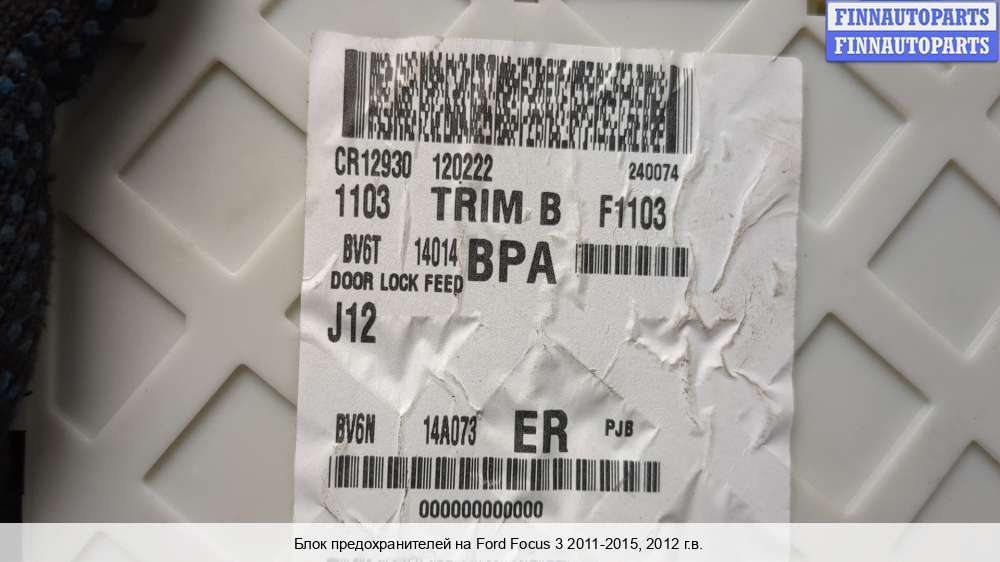 FINNAUTOPARTS
FINNAUTOPARTS
CR12930 120222 240074
1103 TRIM B F1103
BV6T 14014 BPA
DOOR LOCK FEED
J12
BV6N 14A073 ER PJB
000000000000
Блок предохранителей на Ford Focus 3 2011-2015, 2012 г.в.